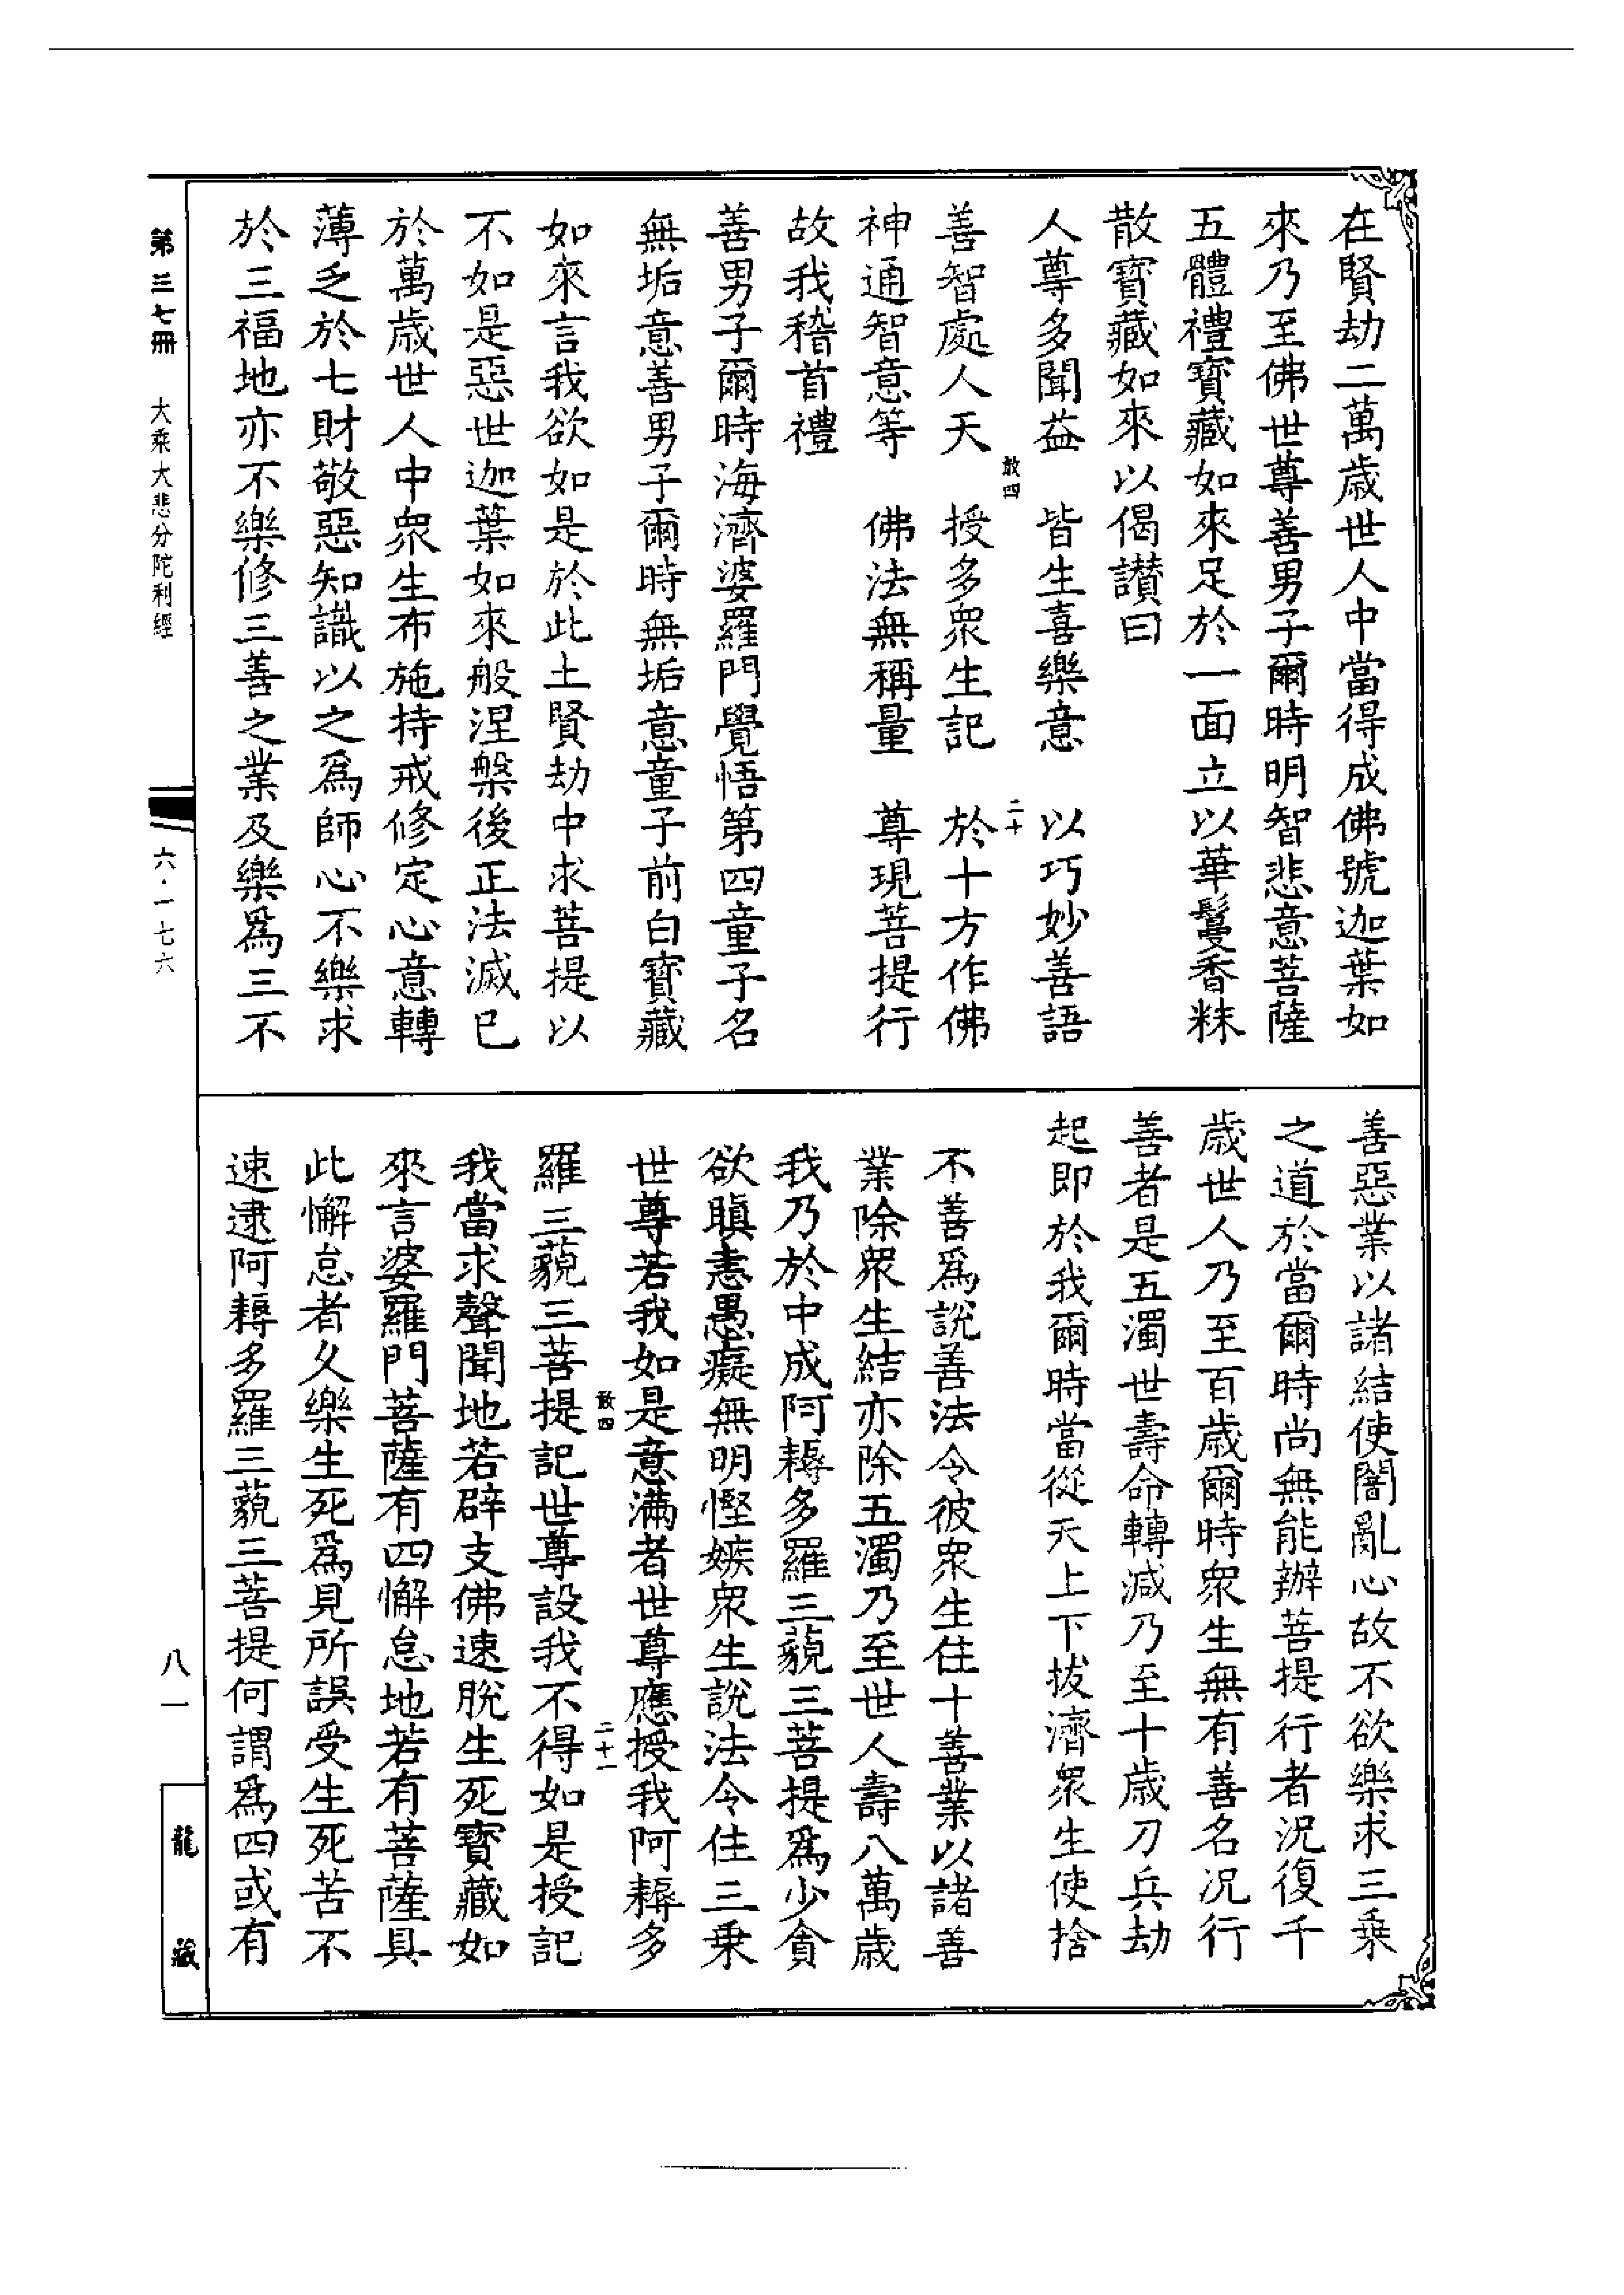 在賢劫二萬歲世人中當得成佛號迦葉如
來乃至佛世尊善男子爾時明智悲意菩薩
五體禮寶藏如來足於一面立以華鬘香粖
散寶藏如來以偈讃曰
人尊多聞益　皆生喜樂意　以巧妙善語
敢四　二十
善智處人天　授多衆生記　於十方作佛
神通智意等　佛法無稱量　尊現菩提行
故我稽首禮
善男子爾時海濟婆羅門覺悟第四童子名
無垢意善男子爾時無垢意童子前白寶藏
如來言我欲如是於此土賢劫中求菩提以
不如是惡世迦葉如來般涅槃後正法滅已
於萬歲世人中衆生布施持戒修定心意轉
薄乏於七財敬惡知識以之爲師心不樂求
於三福地亦不樂修三善之業及樂爲三不
善惡業以諸結使闇亂心故不欲樂求三乗
之道於當爾時尚無能辦菩提行者況復千
歲世人乃至百歲爾時衆生無有善名况行
善者是五濁世壽命轉減乃至十歲刀兵劫
起即於我爾時當從天上下拔濟衆生使捨
不善爲說善法令彼衆生住十善業以諸善
業除衆生結亦除五濁乃至世人壽八萬歲
我乃於中成阿耨多羅三藐三菩提爲少貪
欲瞋恚愚癡無明慳嫉衆生說法令住三乗
世尊若我如是意满者世尊應授我阿耨多
敢四　二十一
羅三藐三菩提記世尊設我不得如是授記
我當求聲聞地若辟支佛速脫生死寶藏如
來言婆羅門菩薩有四懈怠地若有菩薩具
此懈怠者久樂生死爲見所誤受生死苦不
速逮阿耨多羅三藐三菩提何謂爲四或有
第三七冊　大乘大悲分陀利經　六·一七六
八一　龍藏